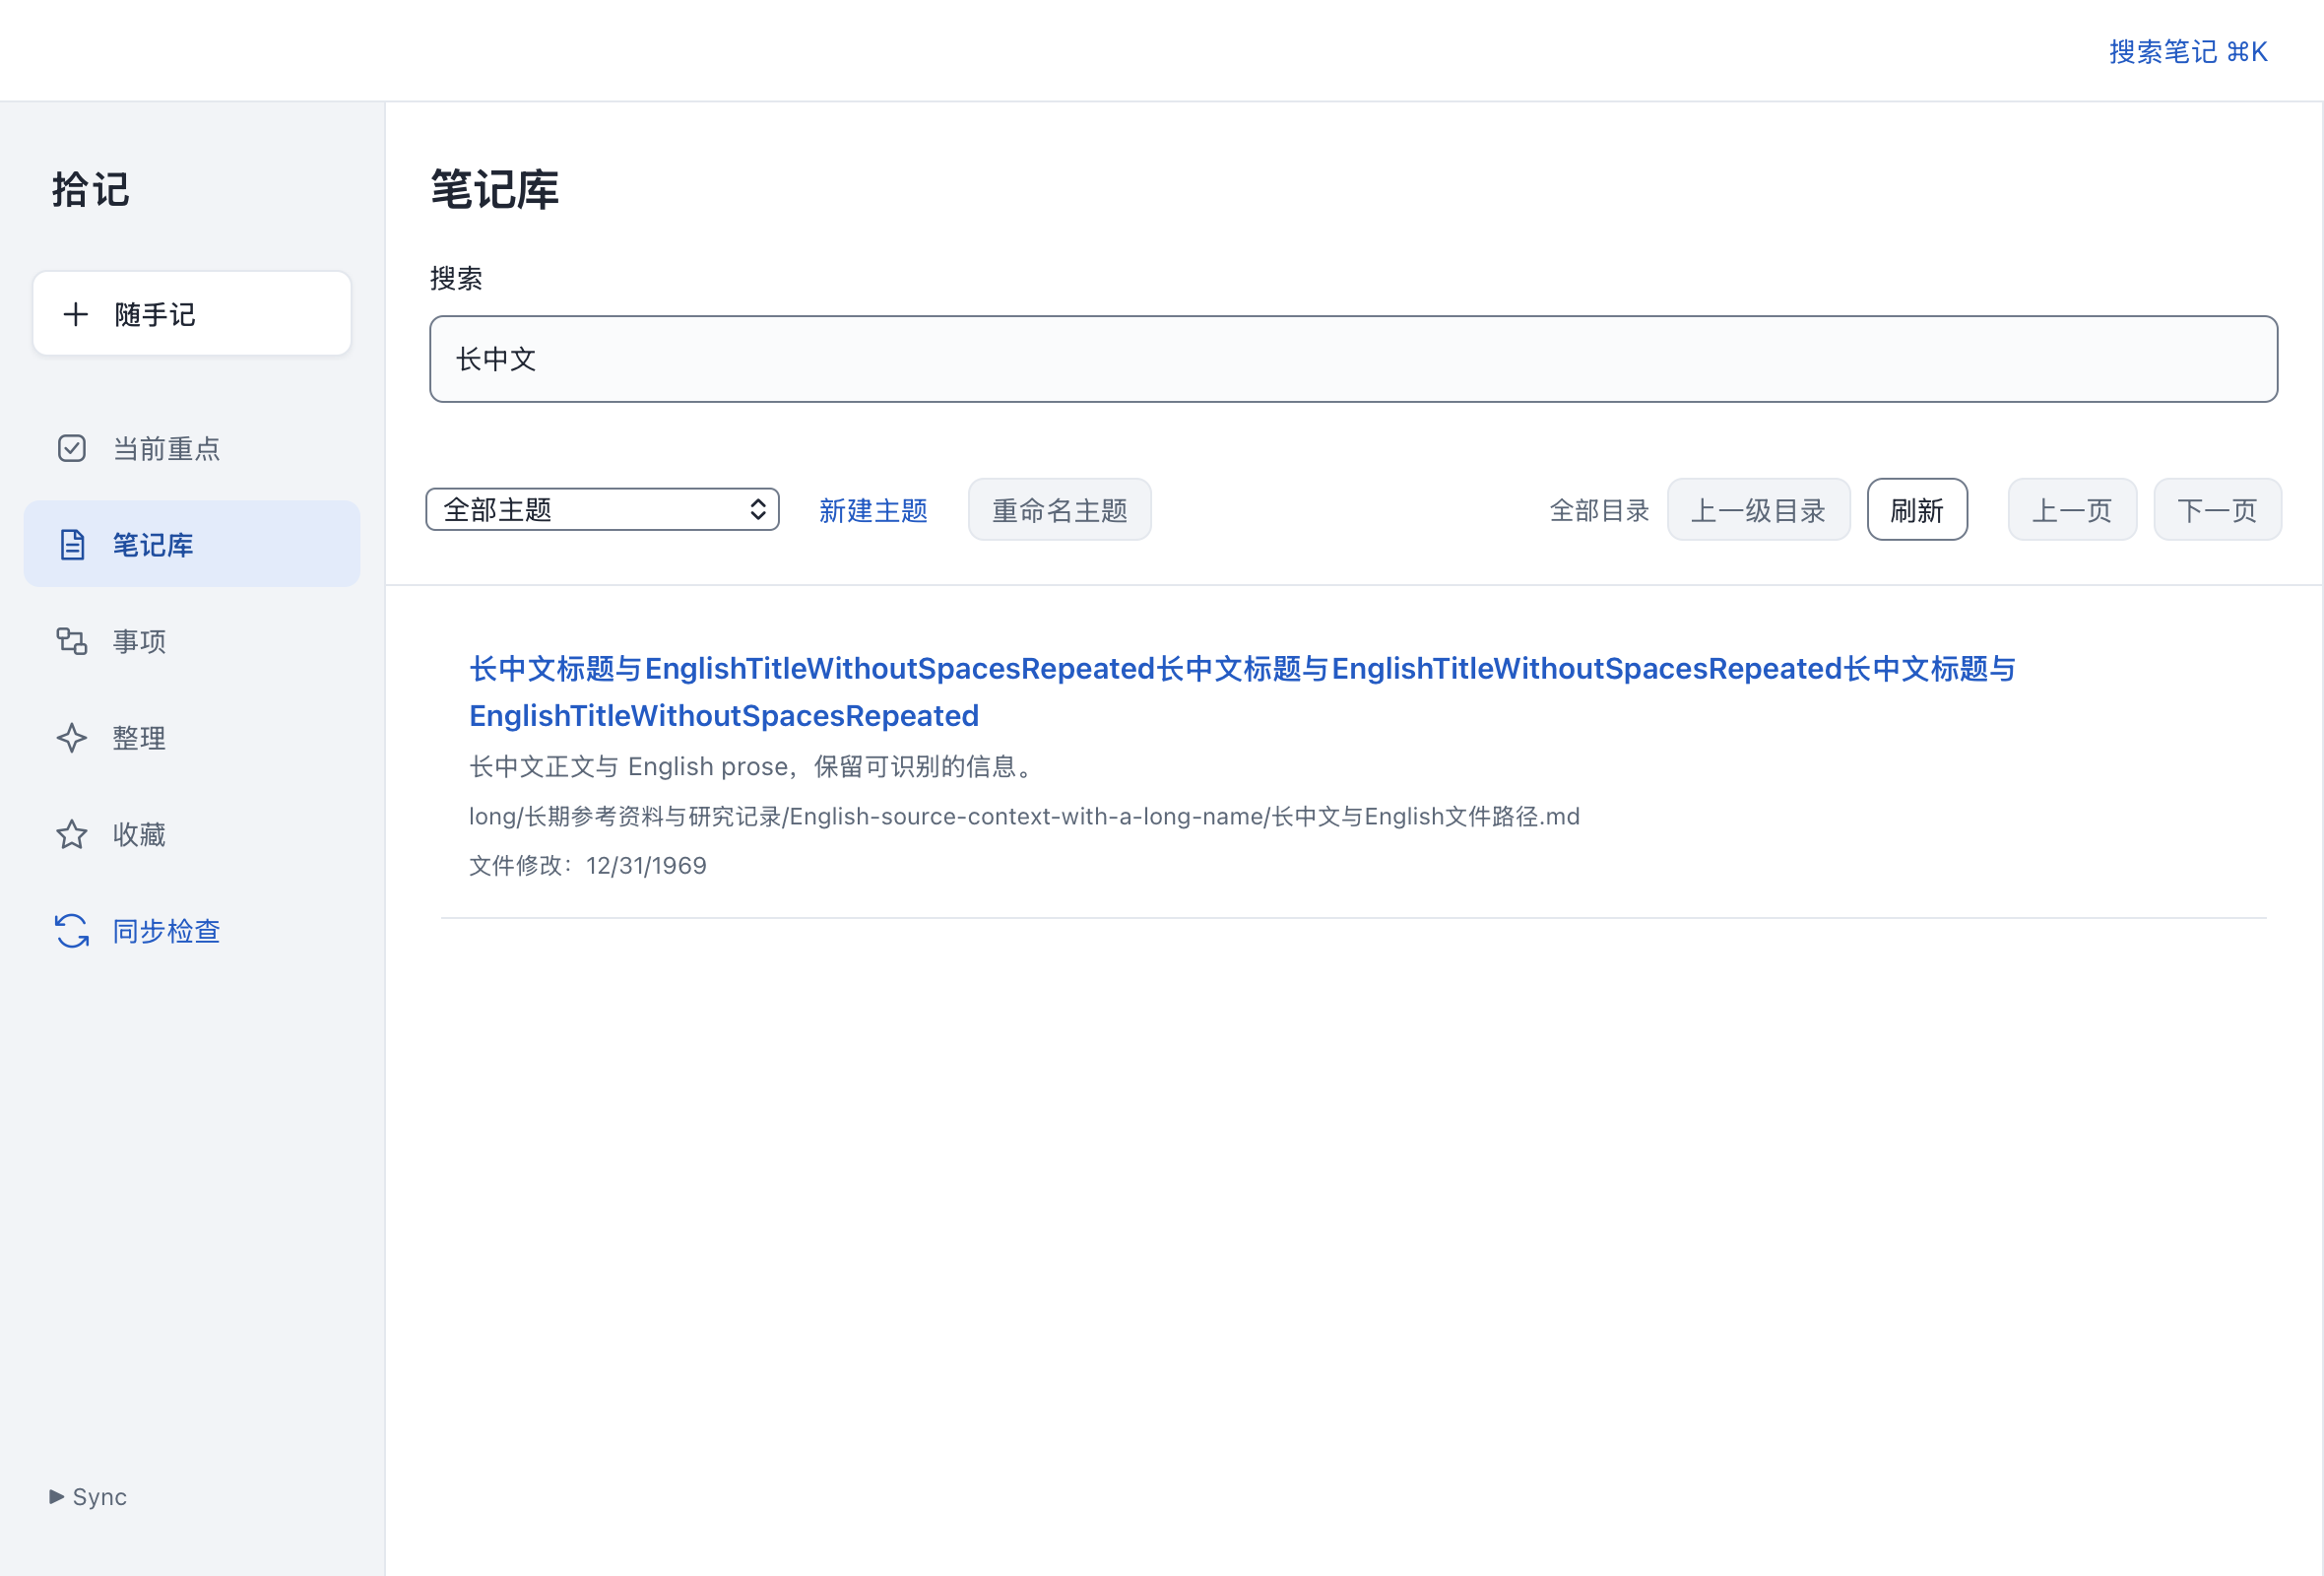 搜索笔记 ⌘K
拾记
随手记
当前重点
笔记库
事项
整理
收藏
同步检查
Sync
笔记库
搜索
长中文
全部主题
新建主题
重命名主题
全部目录
上一级目录
刷新
上一页
下一页
长中文标题与EnglishTitleWithoutSpacesRepeated长中文标题与EnglishTitleWithoutSpacesRepeated长中文标题与
EnglishTitleWithoutSpacesRepeated
长中文正文与 English prose，保留可识别的信息。
long/长期参考资料与研究记录/English-source-context-with-a-long-name/长中文与English文件路径.md
文件修改：12/31/1969